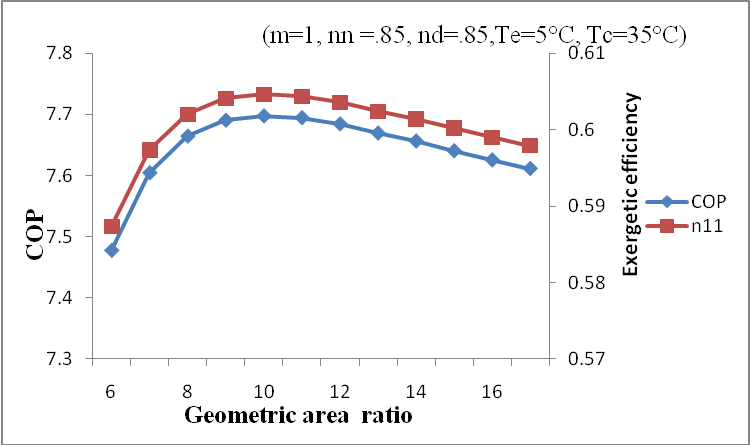 (m=1, nn =.85, nd=.85,Te=5°C, Tc=35°C)
7.8
7.7
7.6
7.5
7.4
7.3
COP
0.61
0.6
0.59
0.58
0.57
Exergetic efficiency
COP
n11
6 8 10 12 14 16
Geometric area ratio